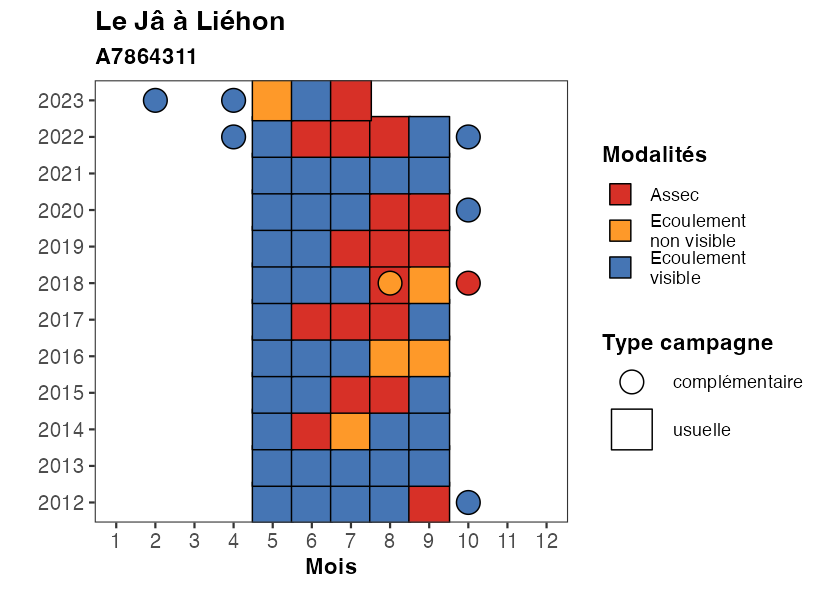 Le Jâ à Liéhon
A7864311
2023
2022
2021
2020
2019
2018
2017
2016
2015
2014
2013
2012
1 2 3 4 5 6 7 8 9 10 11 12
Mois
Modalités
Assec
Ecoulement
non visible
Ecoulement
visible
Type campagne
complémentaire
usuelle